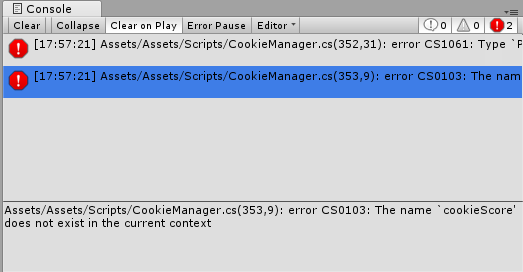 Console
Clear Collapse Clear on Play Error Pause Editor 0 0 2
[17:57:21] Assets/Assets/Scripts/CookieManager.cs(352,31): error CS1061: Type `P
[17:57:21] Assets/Assets/Scripts/CookieManager.cs(353,9): error CS0103: The name
Assets/Assets/Scripts/CookieManager.cs(353,9): error CS0103: The name `cookieScore'
does not exist in the current context